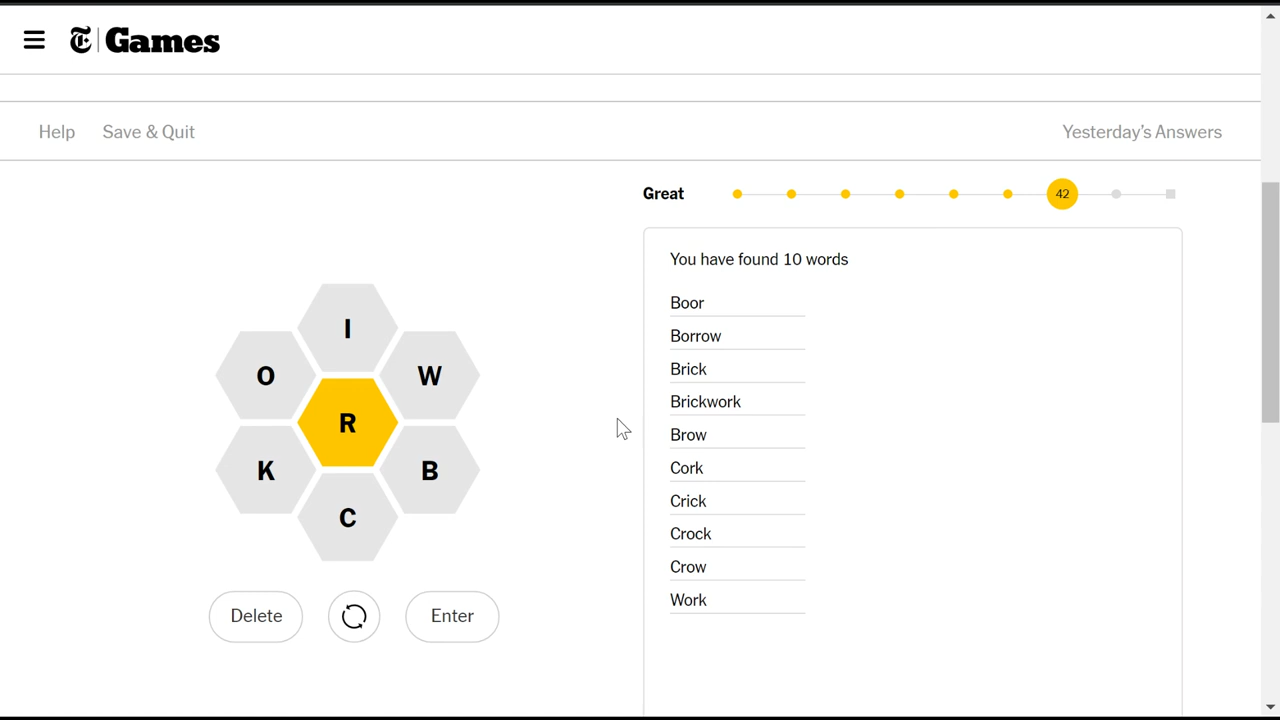 T Games
Help Save & Quit Yesterday's Answers
Great 42
You have found 10 words
Boor
Borrow
Brick
Brickwork
Brow
Cork
Crick
Crock
Crow
Work
I
O W
R
K B
C
Delete Enter